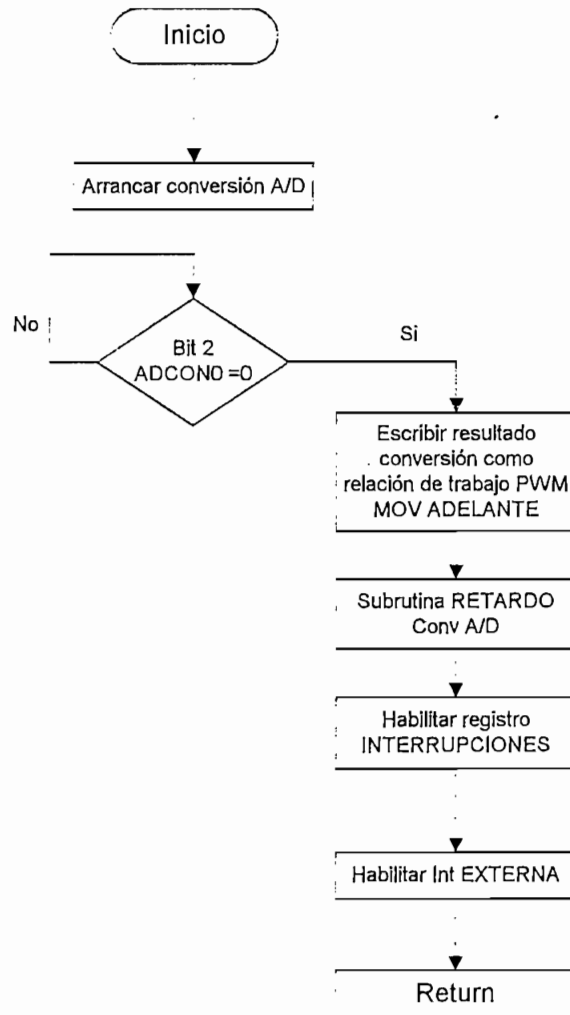 Inicio
Arrancar conversión A/D
No
Bit 2
ADCON0 =0
Si
Escribir resultado
conversión como
relación de trabajo PWM
MOV ADELANTE
Subrutina RETARDO
Conv A/D
Habilitar registro
INTERRUPCIONES
Habilitar Int EXTERNA
Return